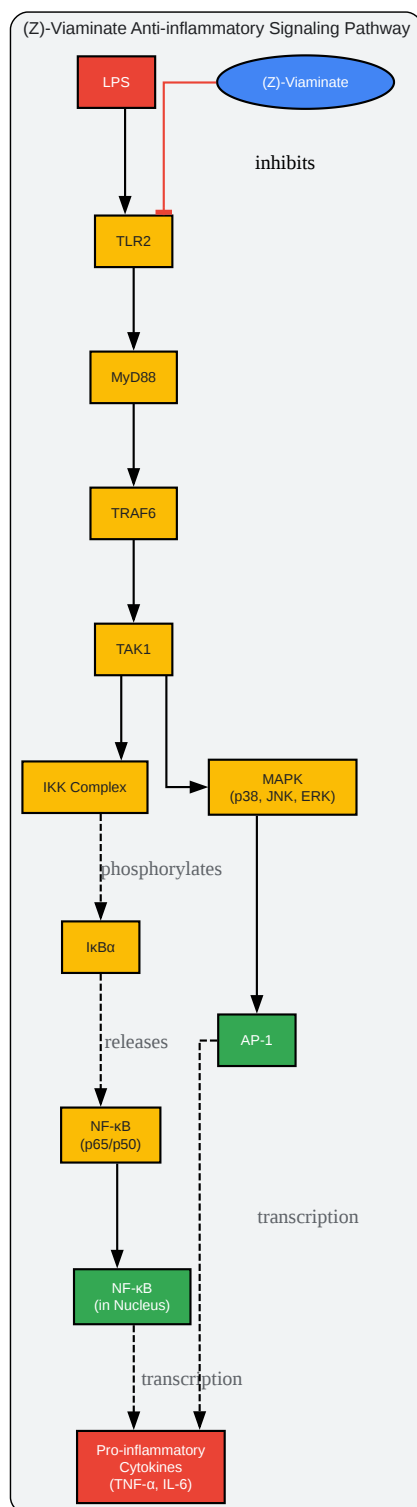 (Z)-Viaminate Anti-inflammatory Signaling Pathway
LPS
(Z)-Viaminate
inhibits
TLR2
MyD88
TRAF6
TAK1
IKK Complex
MAPK
(p38, JNK, ERK)
phosphorylates
IκBα
releases
AP-1
NF-κB
(p65/p50)
transcription
NF-κB
(in Nucleus)
transcription
Pro-inflammatory
Cytokines
(TNF-α, IL-6)